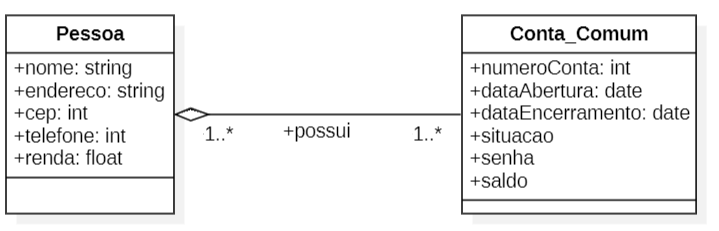 Pessoa
+nome: string
+endereco: string
+cep: int
+telefone: int
+renda: float
1..*
+possui
1..*
Conta_Comum
+numeroConta: int
+dataAbertura: date
+dataEncerramento: date
+situacao
+senha
+saldo